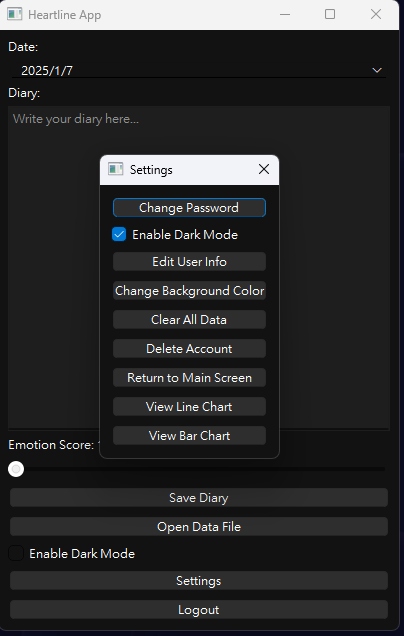 Heartline App
Date:
2025/1/7
Diary:
Write your diary here...
Settings
Change Password
Enable Dark Mode
Edit User Info
Change Background Color
Clear All Data
Delete Account
Return to Main Screen
View Line Chart
View Bar Chart
Emotion Score:
Save Diary
Open Data File
Enable Dark Mode
Settings
Logout